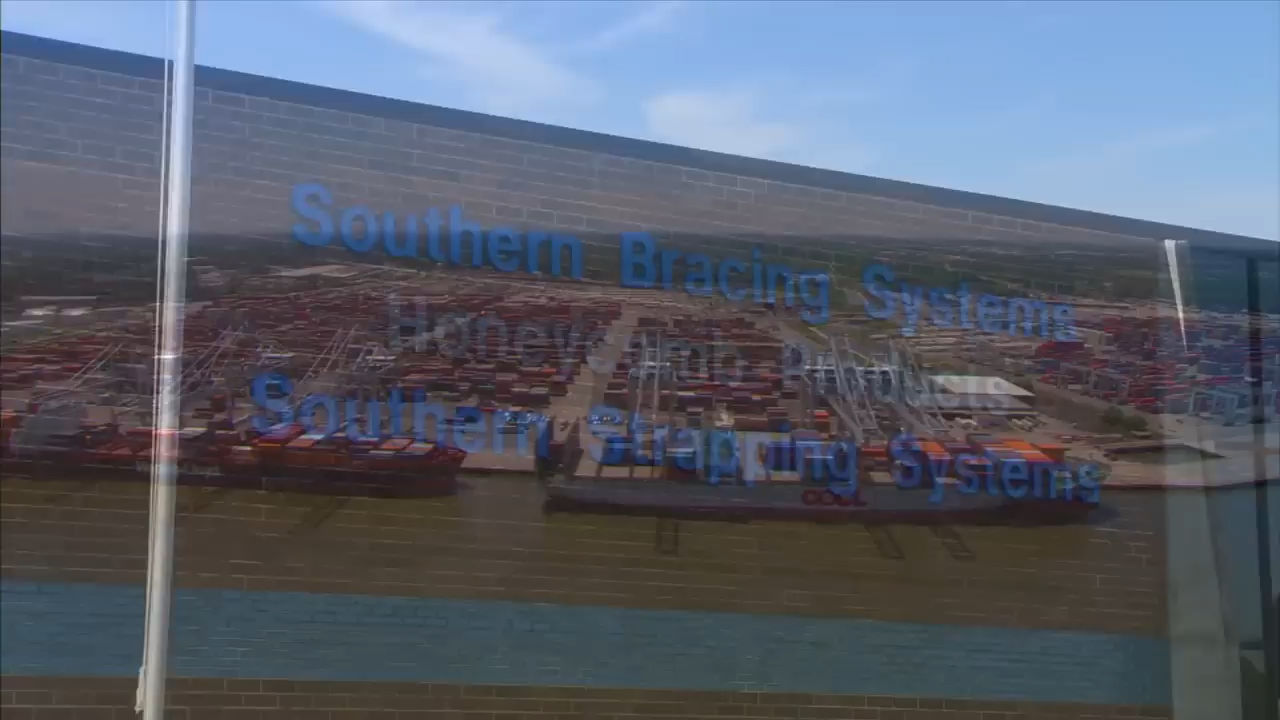 Southern Bracing Systems
Honeycomb Products
Southern Strapping Systems